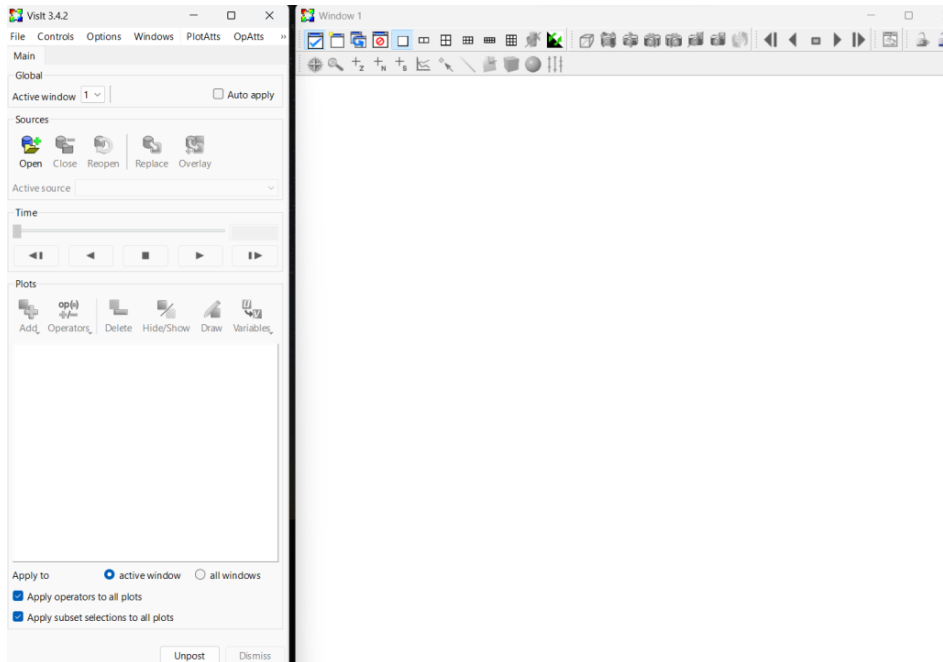 VisIt 3.4.2
File Controls Options Windows PlotAtts OpAtts »
Main
Global
Active window 1 Auto apply
Sources
Open Close Reopen Replace Overlay
Active source
Time
Plots
op(o)
+/-
Add Operators Delete Hide/Show Draw Variables
Apply to active window all windows
Apply operators to all plots
Apply subset selections to all plots
Unpost Dismiss
Window 1
Z N S